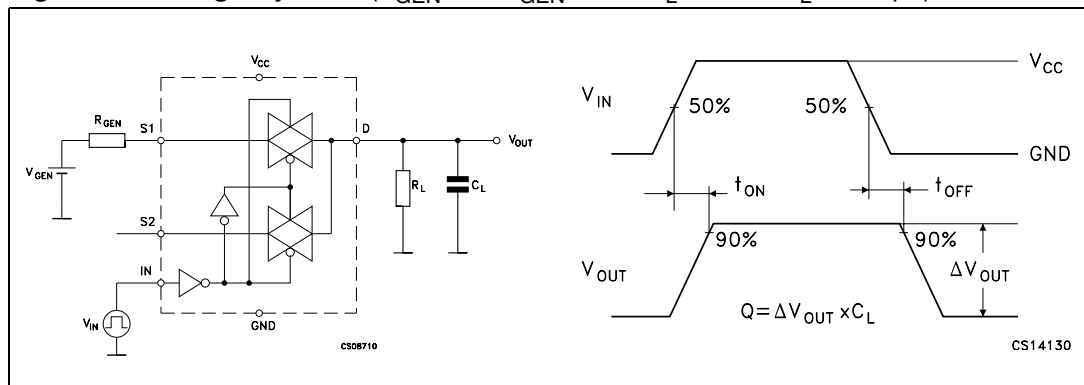 V_CC
R_GEN
S1
D
V_OUT
V_GEN
R_L
C_L
S2
IN
V_IN
GND
CS08710
V_CC
V_IN
50%
50%
GND
t_ON
t_OFF
90%
90%
V_OUT
ΔV_OUT
Q=ΔV_OUT xC_L
CS14130